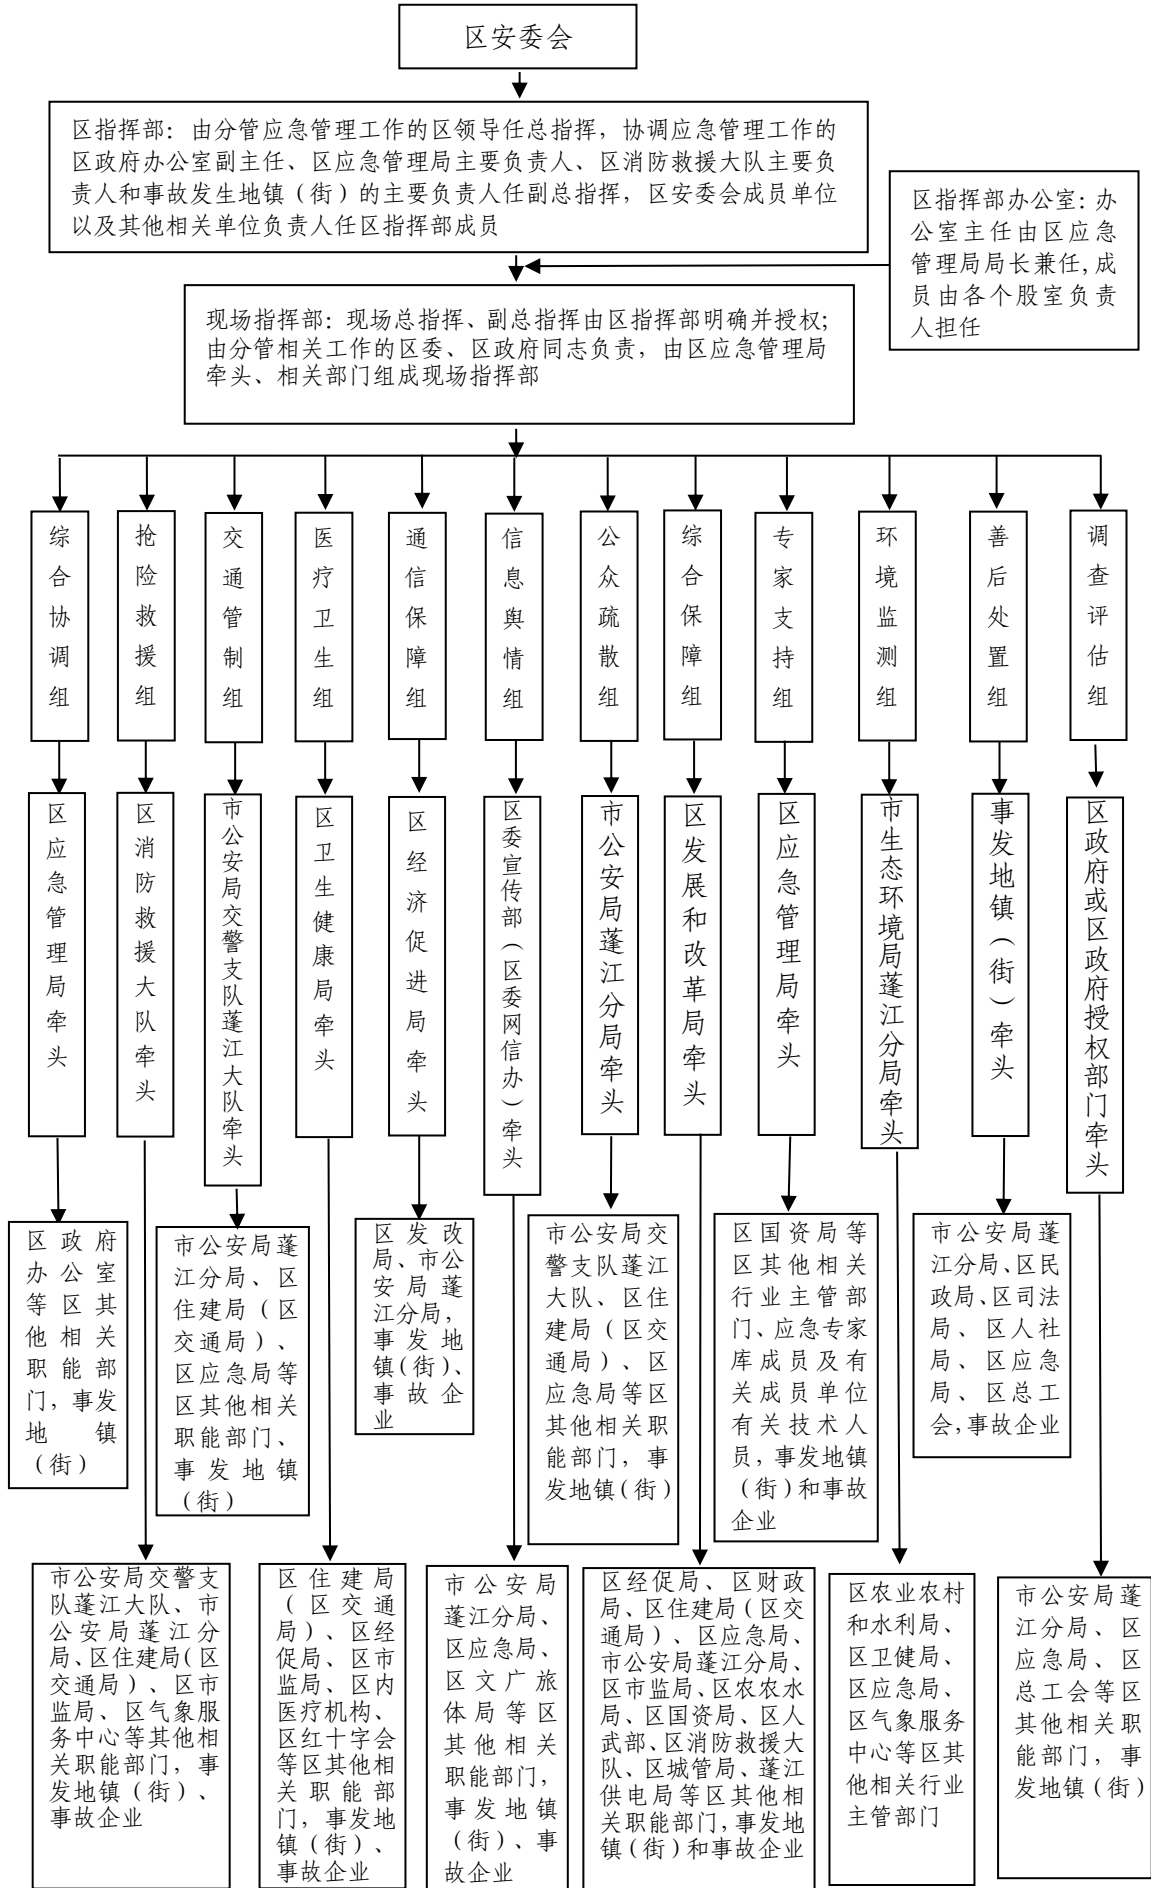 区安委会
区指挥部：由分管应急管理工作的区领导任总指挥，协调应急管理工作的
区政府办公室副主任、区应急管理局主要负责人、区消防救援大队主要负
责人和事故发生地镇（街）的主要负责人任副总指挥，区安委会成员单位
以及其他相关单位负责人任区指挥部成员
区指挥部办公室：办
公室主任由区应急
管理局局长兼任，成
员由各个股室负责
人担任
现场指挥部：现场总指挥、副总指挥由区指挥部明确并授权；
由分管相关工作的区委、区政府同志负责，由区应急管理局
牵头、相关部门组成现场指挥部
综合协调组
抢险救援组
交通管制组
医疗卫生组
通信保障组
信息舆情组
公众疏散组
综合保障组
专家支持组
环境监测组
善后处置组
调查评估组
区应急管理局牵头
区消防救援大队牵头
市公安局交警支队蓬江大队牵头
区卫生健康局牵头
区经济促进局牵头
区委宣传部（区委网信办）牵头
市公安局蓬江分局牵头
区发展和改革局牵头
区应急管理局牵头
市生态环境局蓬江分局牵头
事发地镇（街）牵头
区政府或区政府授权部门牵头
区政府
办公室
等区其
他相关
职能部
门，事发
地镇
（街）
市公安局蓬
江分局、区
住建局（区
交通局）、
区应急局等
区其他相关
职能部门、
事发地镇
（街）
区发改
局、市公
安局蓬
江分局，
事发地
镇（街）、
事故企
业
市公安局交
警支队蓬江
大队、区住
建局（区交
通局）、区
应急局等区
其他相关职
能部门，事
发地镇（街）
区国资局等
区其他相关
行业主管部
门、应急专家
库成员及有
关成员单位
有关技术人
员，事发地镇
（街）和事故
企业
市公安局蓬
江分局、区民
政局、区司法
局、区人社
局、区应急
局、区总工
会，事故企业
市公安局交警支
队蓬江大队、市
公安局蓬江分
局、区住建局（区
交通局）、区市
监局、区气象服
务中心等其他相
关职能部门，事
发地镇（街）、
事故企业
区住建局
（区交通
局）、区经
促局、区市
监局、区内
医疗机构、
区红十字会
等区其他相
关职能部
门，事发地
镇（街）、
事故企业
市公安局
蓬江分局、
区应急局、
区文广旅
体局等区
其他相关
职能部门，
事发地镇
（街）、事
故企业
区经促局、区财政
局、区住建局（区交
通局）、区应急局、
市公安局蓬江分局、
区市监局、区农农水
局、区国资局、区人
武部、区消防救援大
队、区城管局、蓬江
供电局等区其他相
关职能部门，事发地
镇（街）和事故企业
区农业农村
和水利局、
区卫健局、
区应急局、
区气象服务
中心等区其
他相关行业
主管部门
市公安局蓬
江分局、区
应急局、区
总工会等区
其他相关职
能部门，事
发地镇（街）